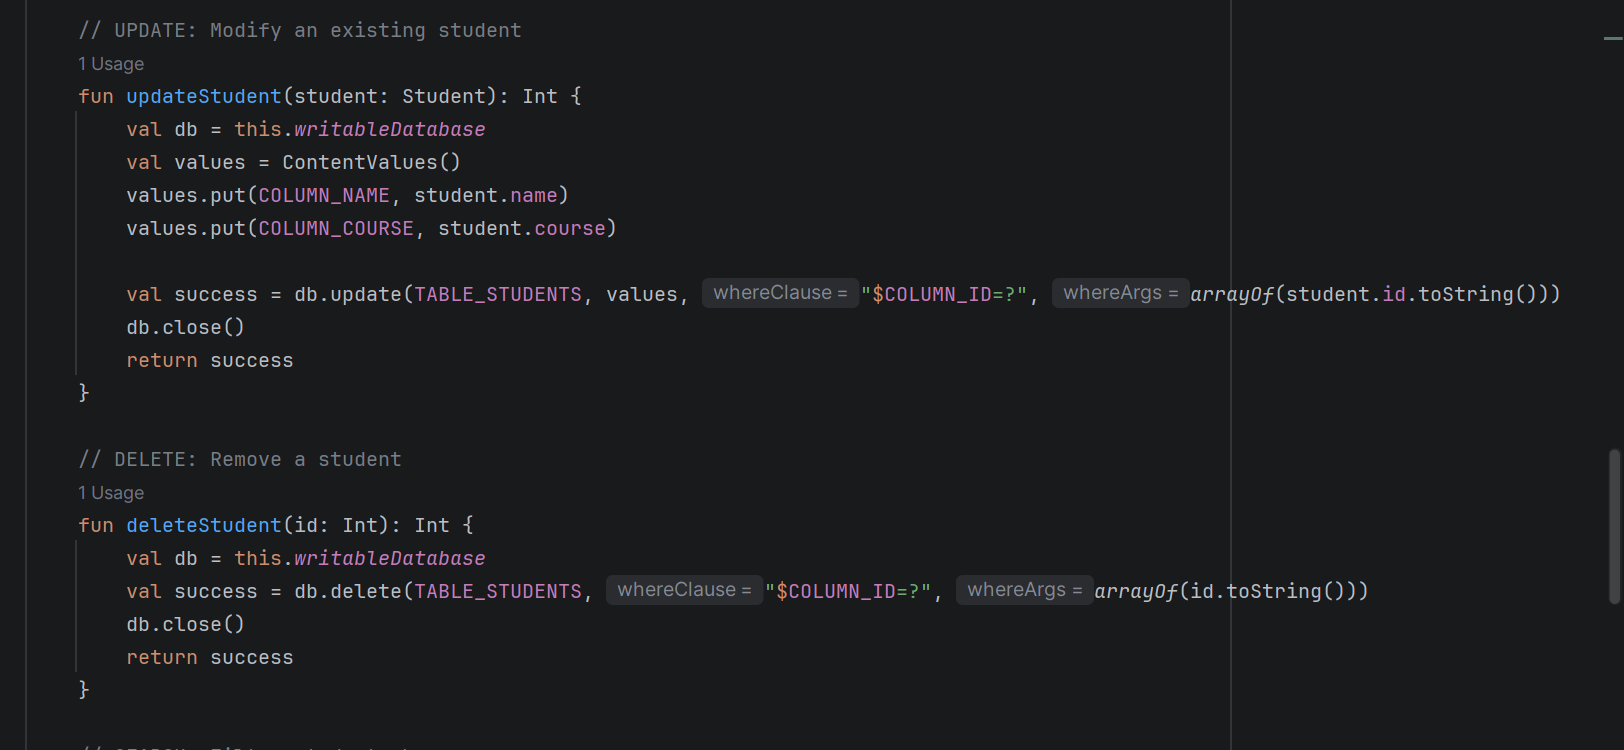 // UPDATE: Modify an existing student
1 Usage
fun updateStudent(student: Student): Int {
val db = this.writableDatabase
val values = ContentValues()
values.put(COLUMN_NAME, student.name)
values.put(COLUMN_COURSE, student.course)
val success = db.update(TABLE_STUDENTS, values, whereClause = "$COLUMN_ID=?", whereArgs = arrayOf(student.id.toString()))
db.close()
return success
}
// DELETE: Remove a student
1 Usage
fun deleteStudent(id: Int): Int {
val db = this.writableDatabase
val success = db.delete(TABLE_STUDENTS, whereClause = "$COLUMN_ID=?", whereArgs = arrayOf(id.toString()))
db.close()
return success
}